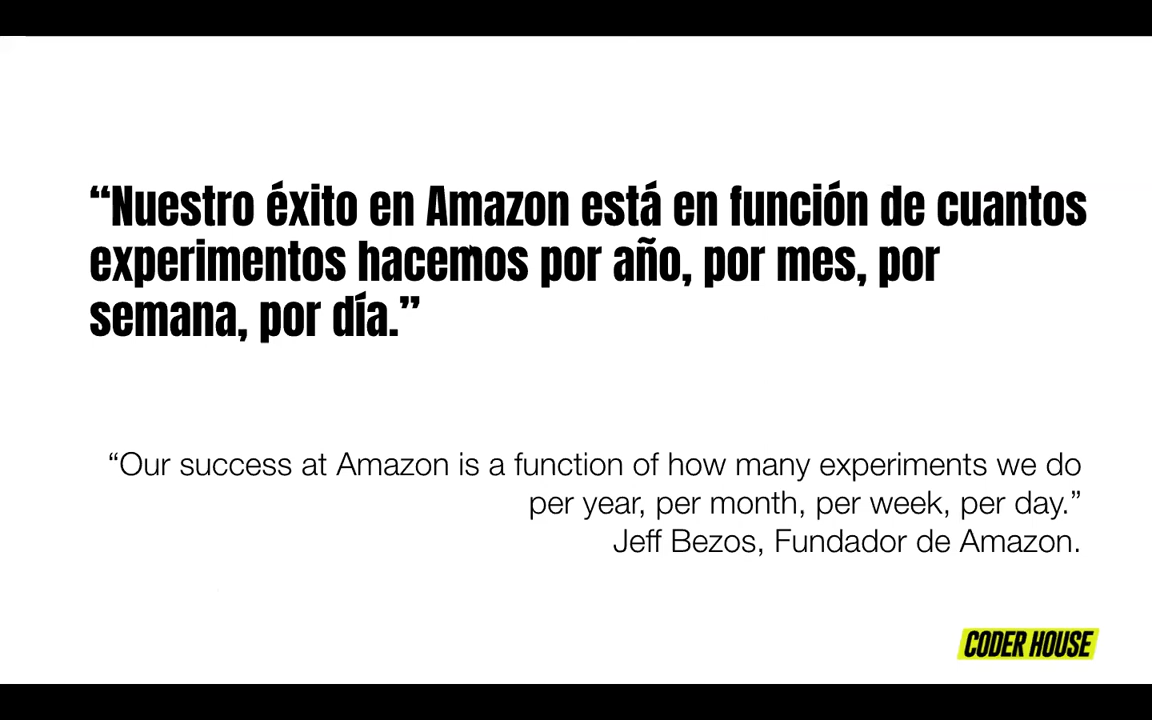 “Nuestro éxito en Amazon está en función de cuantos
experimentos hacemos por año, por mes, por
semana, por día.”
“Our success at Amazon is a function of how many experiments we do
per year, per month, per week, per day.”
Jeff Bezos, Fundador de Amazon.
CODER HOUSE